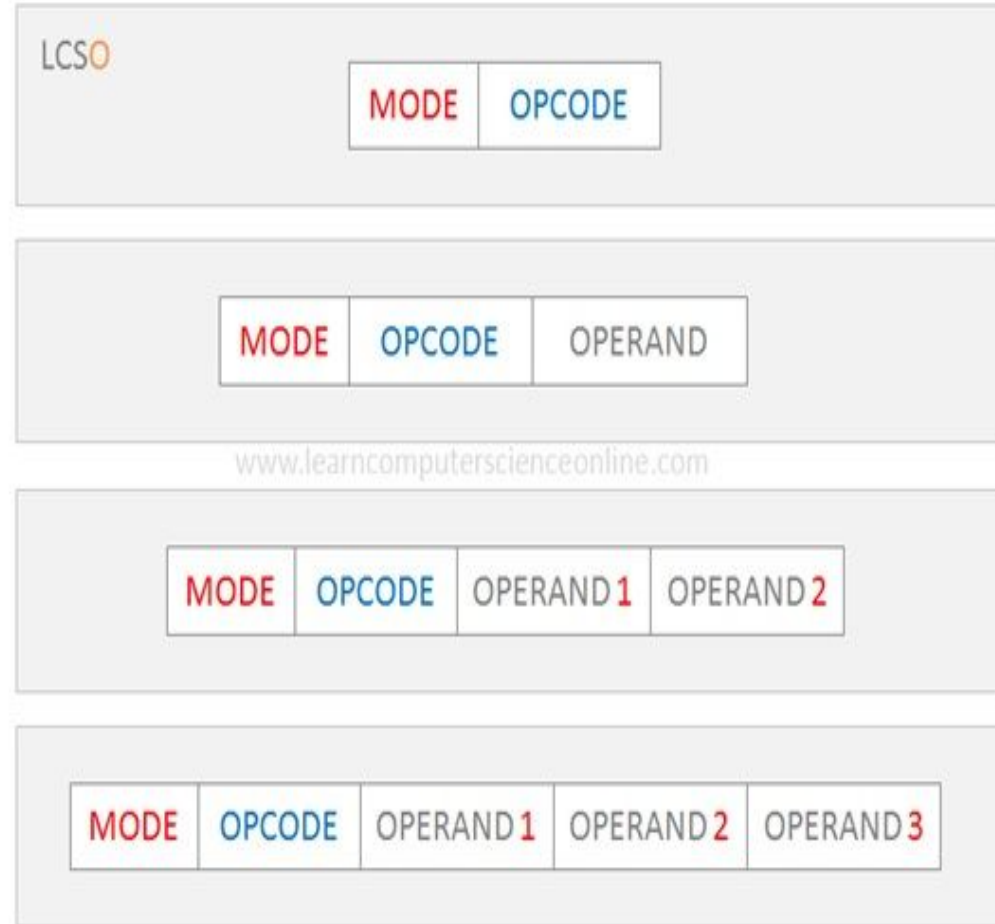 LCSO
MODE OPCODE
MODE OPCODE OPERAND
www.learncomputerscienceonline.com
MODE OPCODE OPERAND 1 OPERAND 2
MODE OPCODE OPERAND 1 OPERAND 2 OPERAND 3